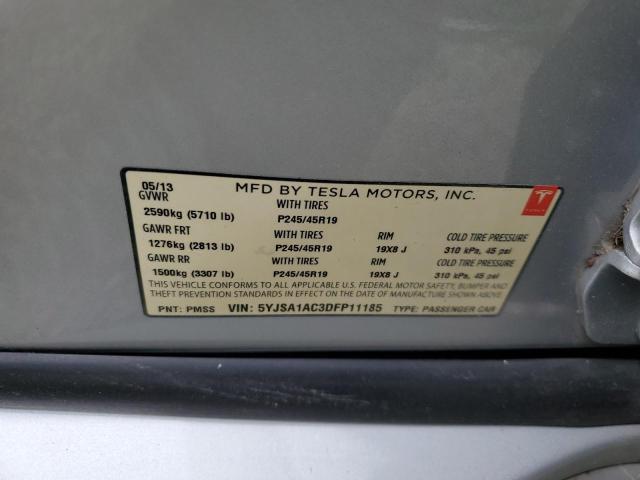 05/13 MFD BY TESLA MOTORS, INC. TESLA
GVWR WITH TIRES
2590kg (5710 lb) P245/45R19
GAWR FRT WITH TIRES RIM COLD TIRE PRESSURE
1276kg (2813 lb) P245/45R19 19X8 J 310 kPa, 45 psi
GAWR RR WITH TIRES RIM COLD TIRE PRESSURE
1500kg (3307 lb) P245/45R19 19X8 J 310 kPa, 45 psi
THIS VEHICLE CONFORMS TO ALL APPLICABLE U.S. FEDERAL MOTOR SAFETY, BUMPER AND
THEFT PREVENTION STANDARDS IN EFFECT ON THE DATE OF MANUFACTURE SHOWN ABOVE.
PNT: PMSS VIN: 5YJSA1AC3DFP11185 TYPE: PASSENGER CAR